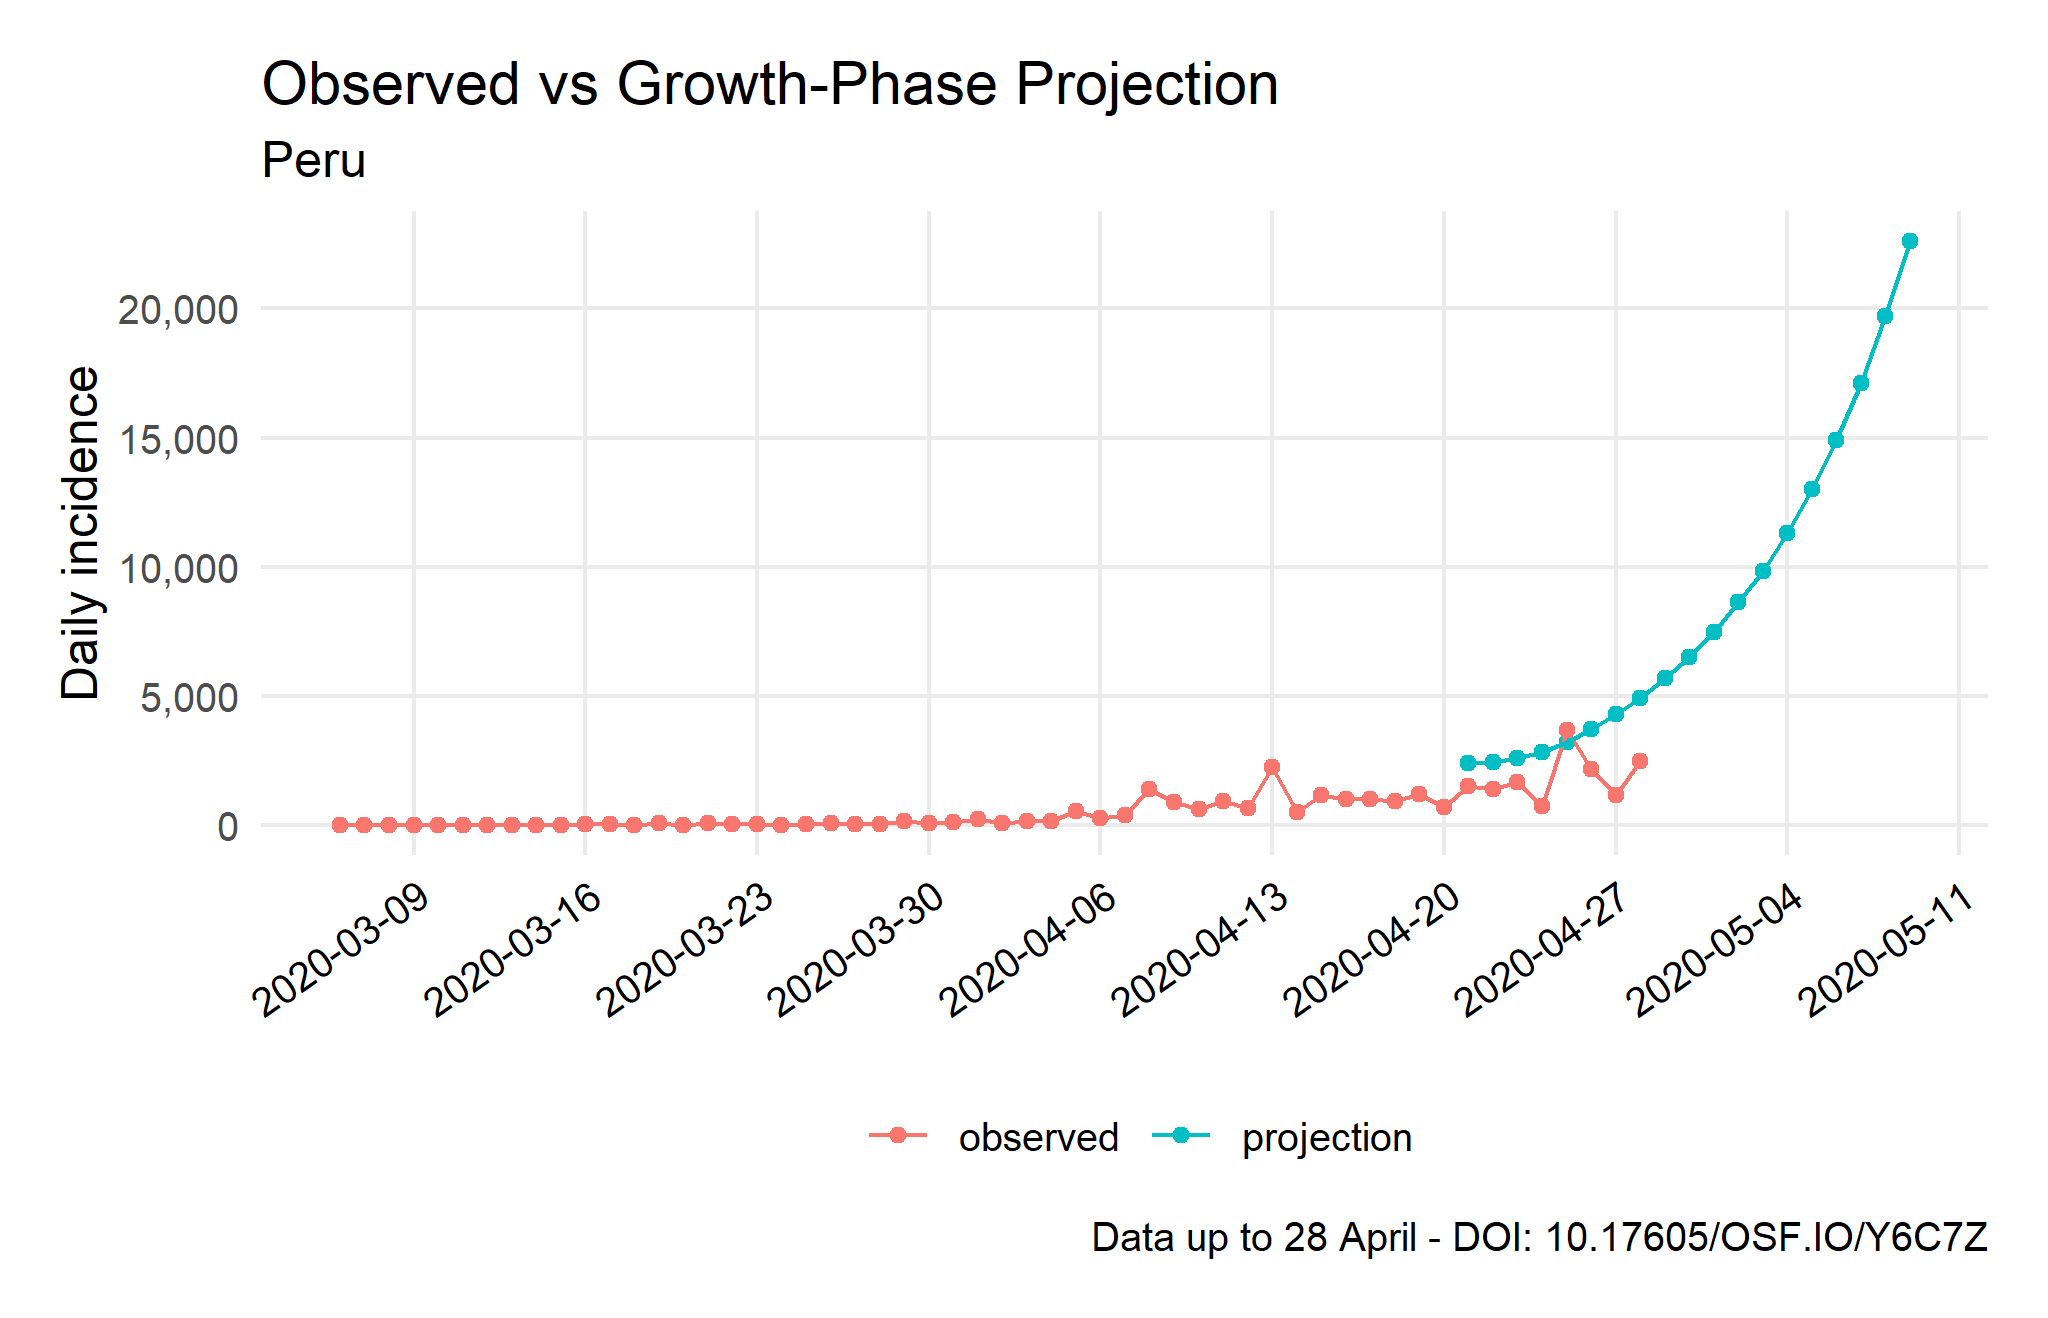 Observed vs Growth-Phase Projection
Peru
Daily incidence
20,000
15,000
10,000
5,000
0
2020-03-09
2020-03-16
2020-03-23
2020-03-30
2020-04-06
2020-04-13
2020-04-20
2020-04-27
2020-05-04
2020-05-11
observed
projection
Data up to 28 April - DOI: 10.17605/OSF.IO/Y6C7Z